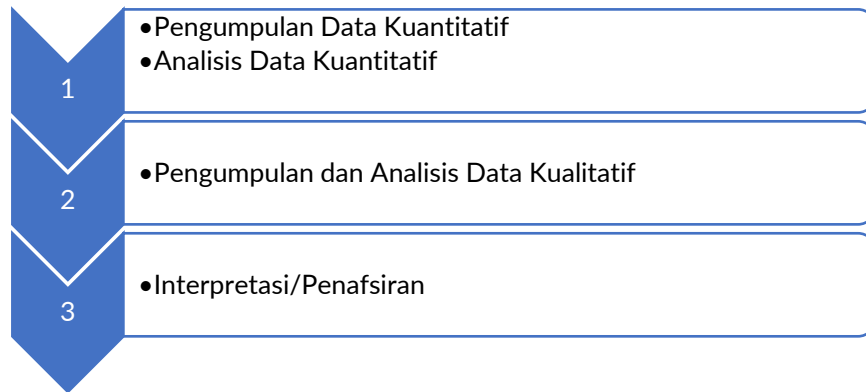 1
•Pengumpulan Data Kuantitatif
•Analisis Data Kuantitatif
2
•Pengumpulan dan Analisis Data Kualitatif
3
•Interpretasi/Penafsiran